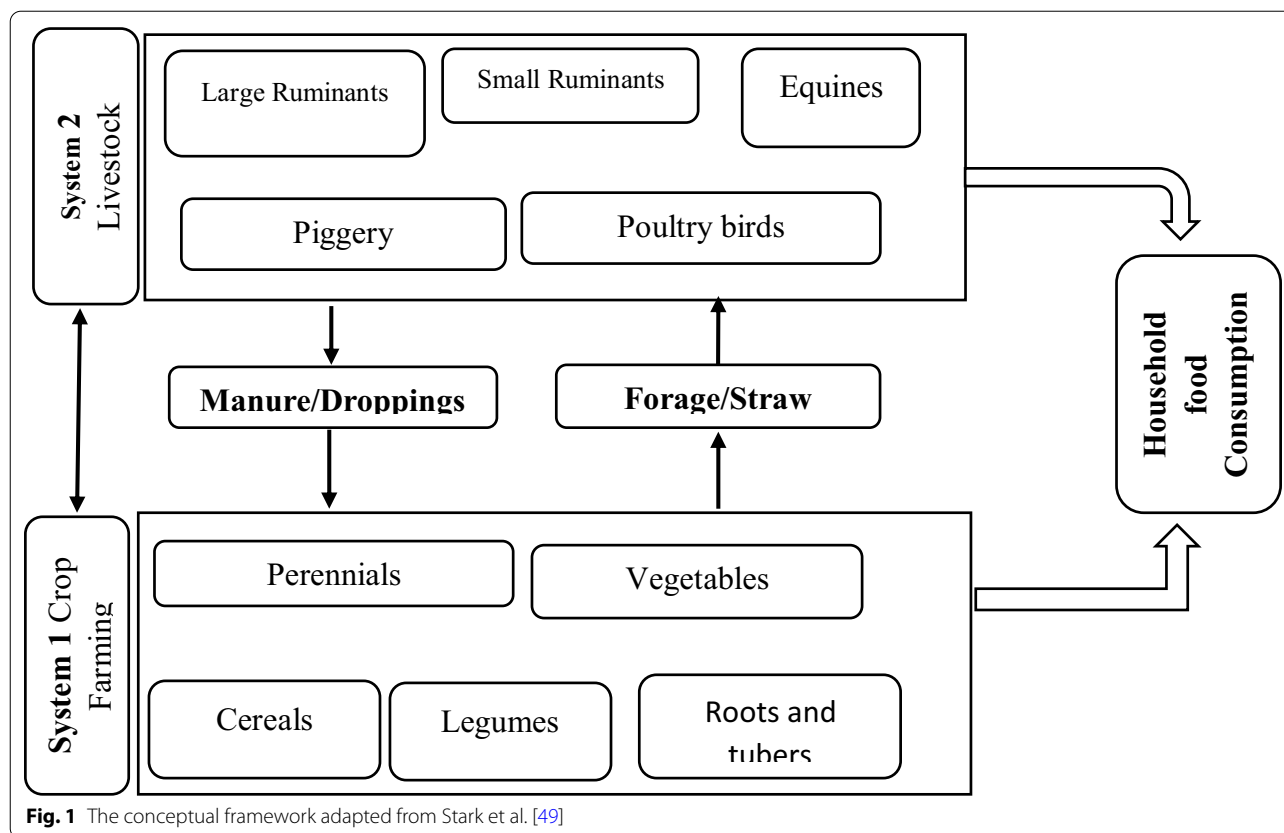 System 2
Livestock
Large Ruminants
Small Ruminants
Equines
Piggery
Poultry birds
Manure/Droppings
Forage/Straw
Household
food
Consumption
System 1 Crop
Farming
Perennials
Vegetables
Cereals
Legumes
Roots and
tubers
Fig. 1 The conceptual framework adapted from Stark et al. [49]